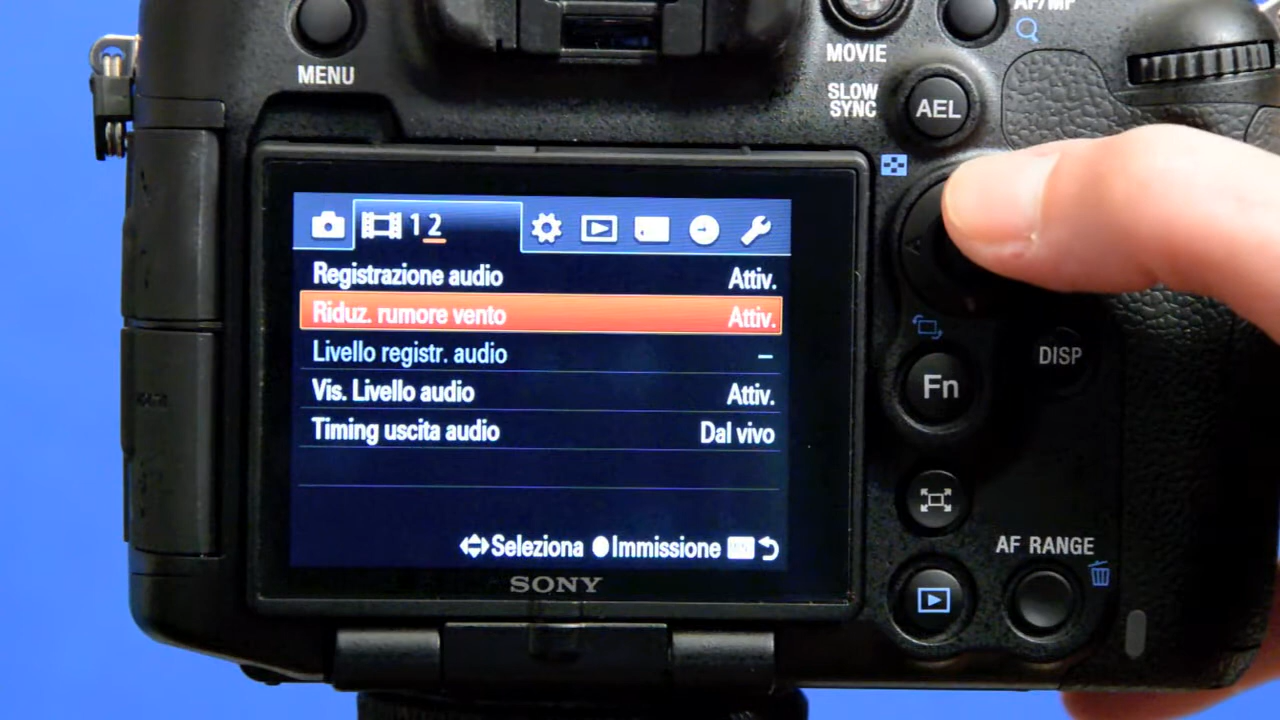 AF/MF
MENU
MOVIE
SLOW
SYNC
AEL
1 2
Registrazione audio Attiv.
Riduz. rumore vento Attiv.
Livello registr. audio –
Vis. Livello audio Attiv.
Timing uscita audio Dal vivo
Seleziona Immissione MENU
SONY
DISP
Fn
AF RANGE